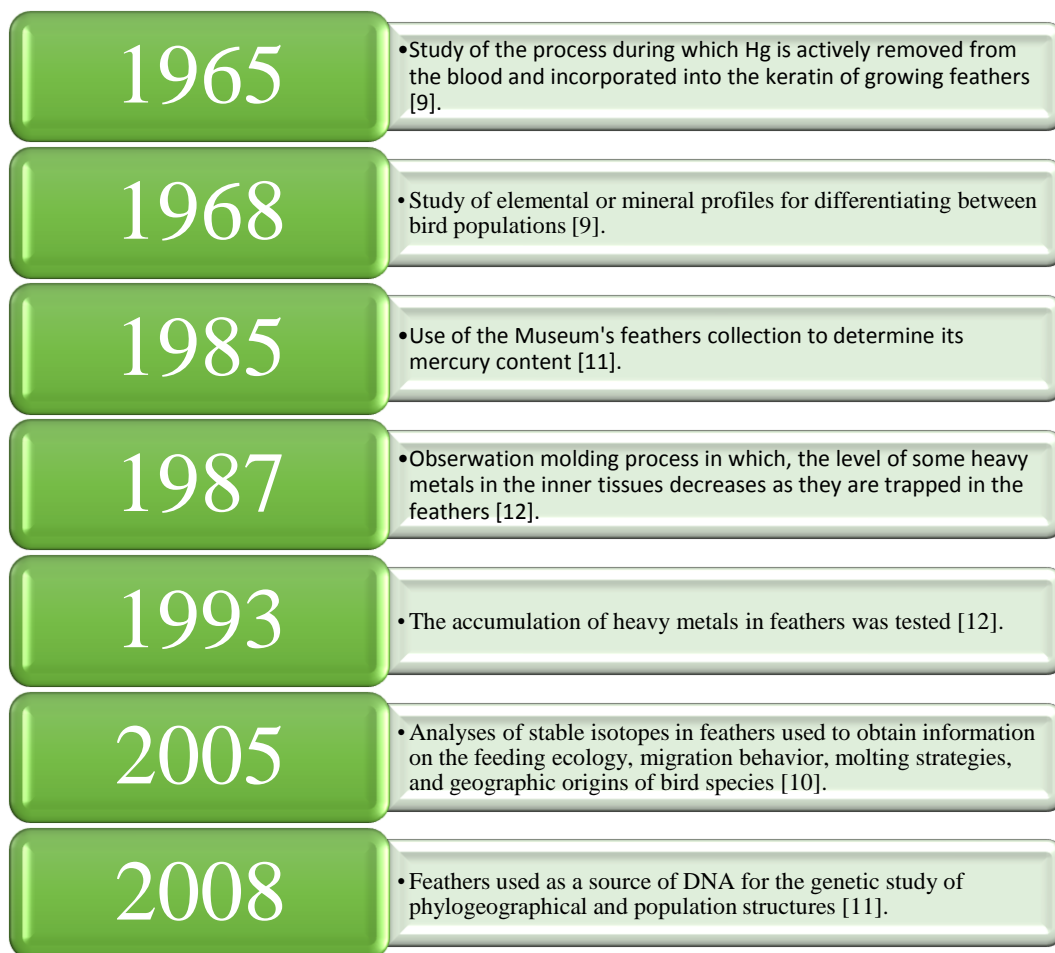 1965
•Study of the process during which Hg is actively removed from
the blood and incorporated into the keratin of growing feathers
[9].
1968
•Study of elemental or mineral profiles for differentiating between
bird populations [9].
1985
•Use of the Museum's feathers collection to determine its
mercury content [11].
1987
•Obserwation molding process in which, the level of some heavy
metals in the inner tissues decreases as they are trapped in the
feathers [12].
1993
•The accumulation of heavy metals in feathers was tested [12].
2005
•Analyses of stable isotopes in feathers used to obtain information
on the feeding ecology, migration behavior, molting strategies,
and geographic origins of bird species [10].
2008
•Feathers used as a source of DNA for the genetic study of
phylogeographical and population structures [11].